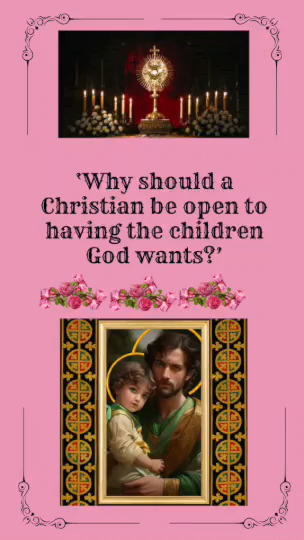 'Why should a
Christian be open to
having the children
God wants?'